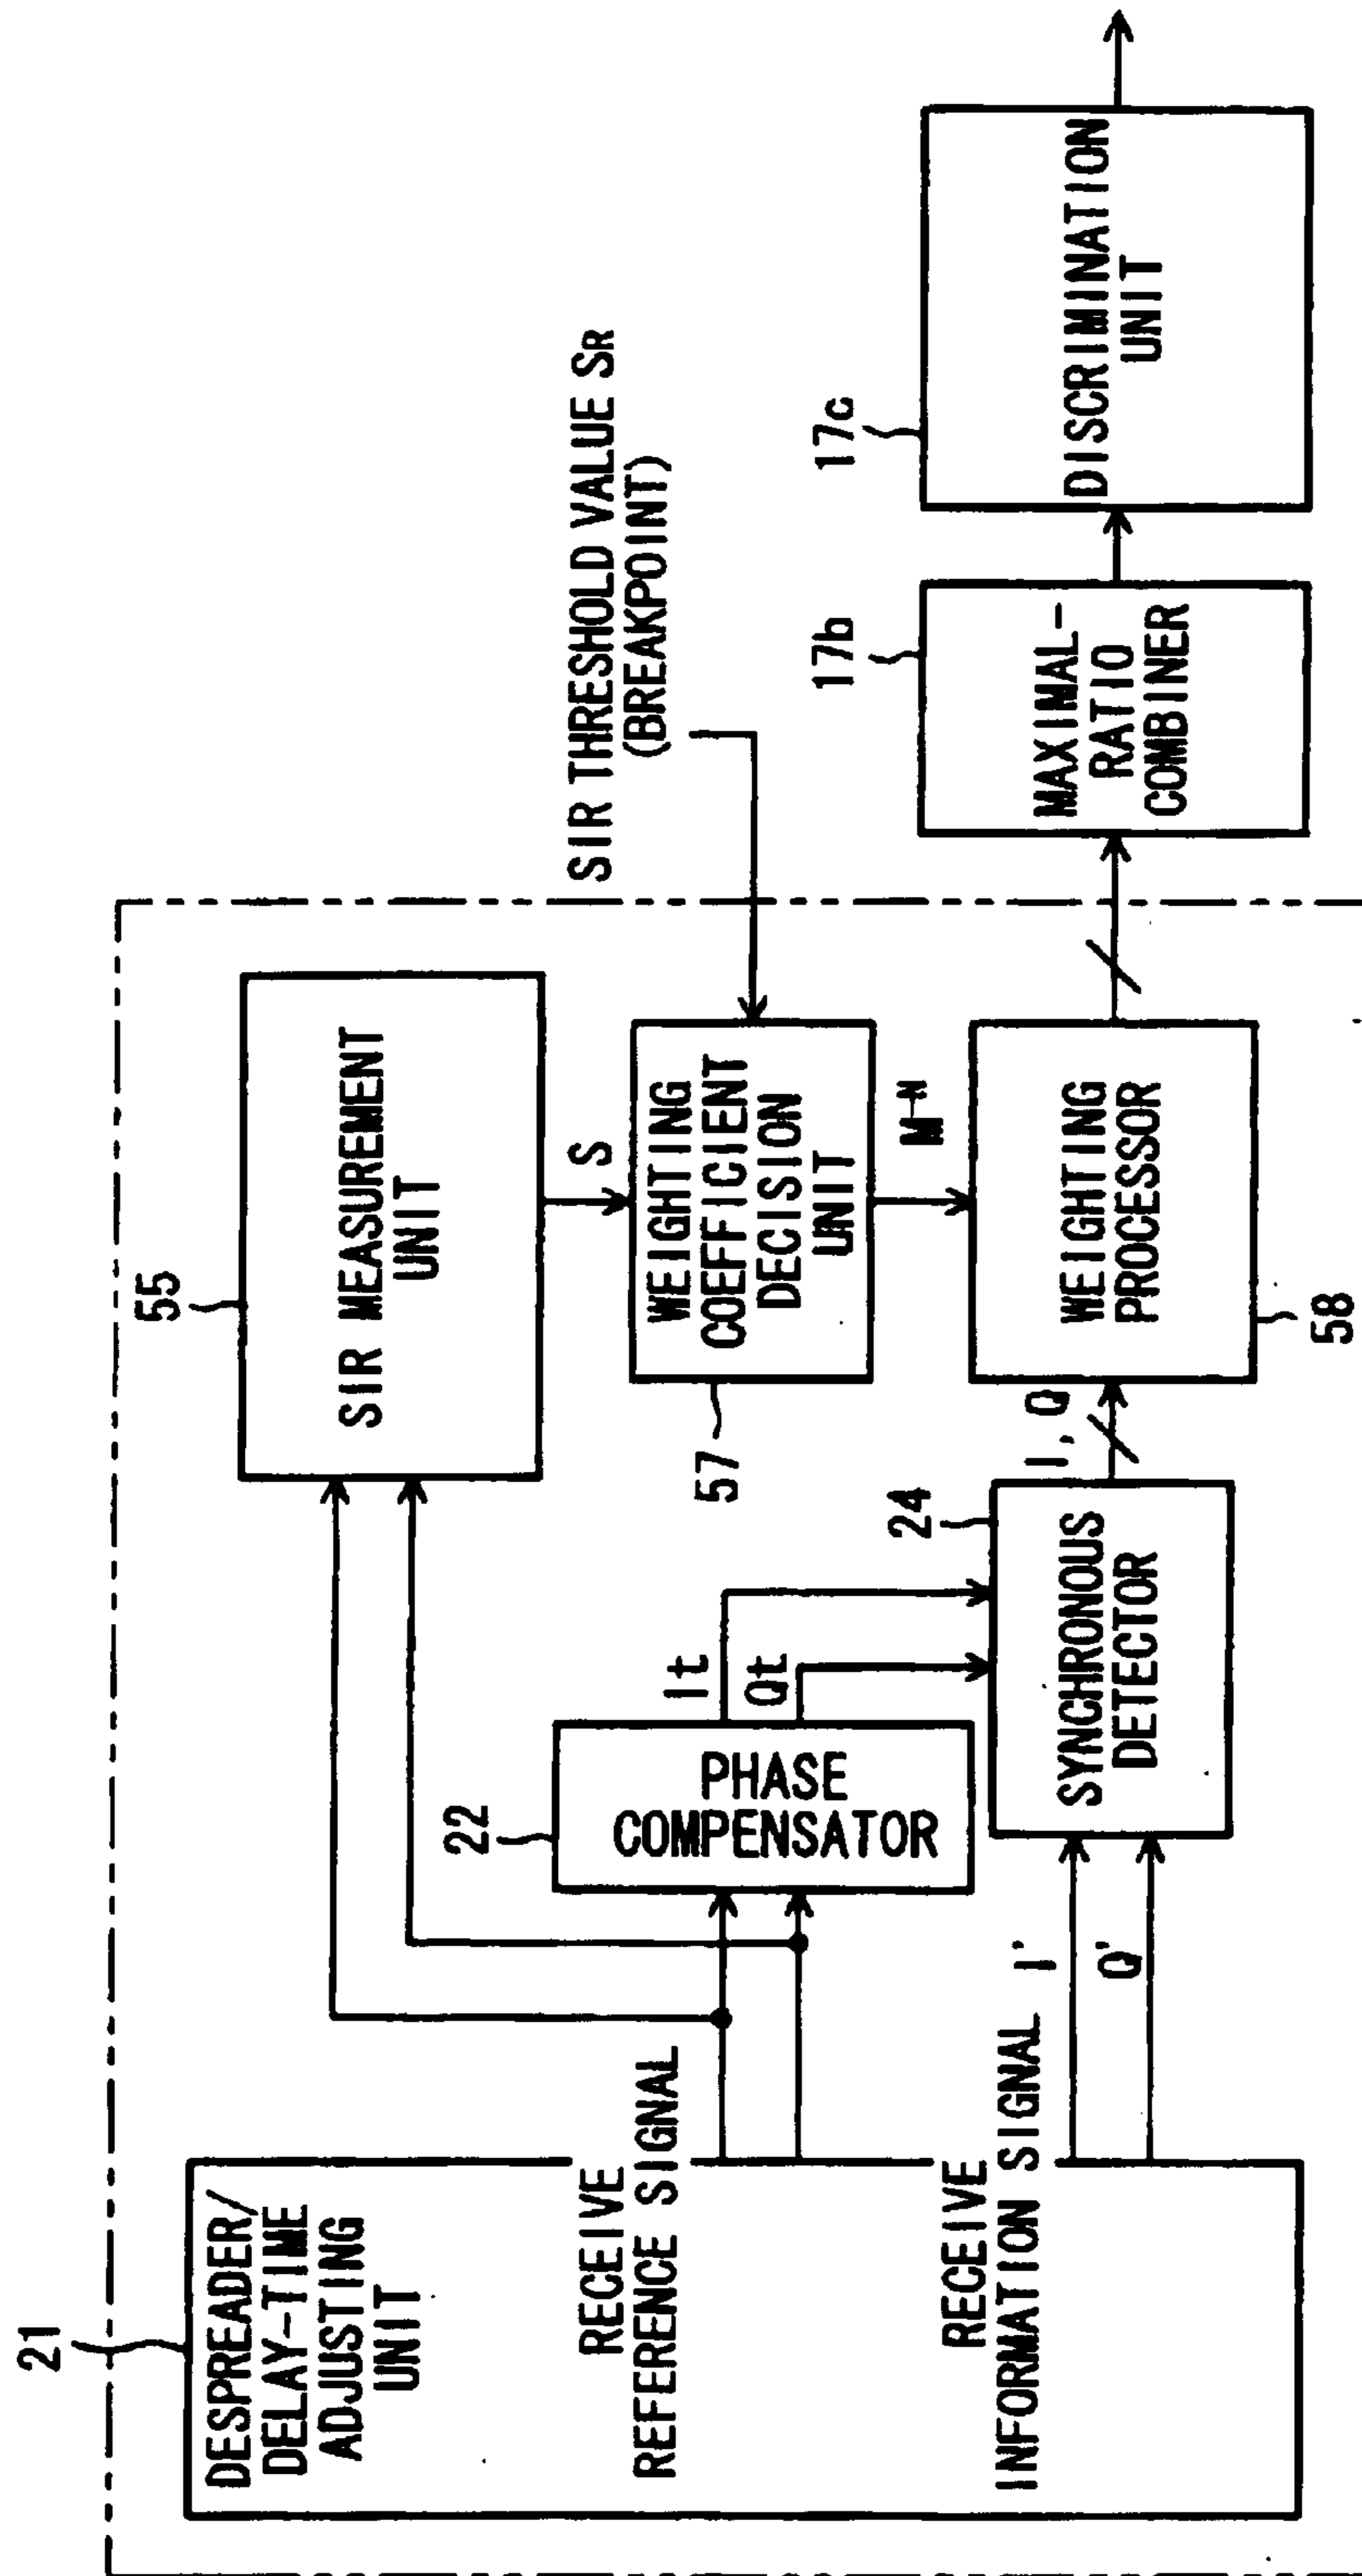 21
DESPREADER/
DELAY-TIME
ADJUSTING
UNIT
RECEIVE
REFERENCE SIGNAL
RECEIVE
INFORMATION SIGNAL
I'
Q'
22
PHASE
COMPENSATOR
It
Qt
24
SYNCHRONOUS
DETECTOR
I, Q
55
SIR MEASUREMENT
UNIT
S
57
WEIGHTING
COEFFICIENT
DECISION
UNIT
M-N
WEIGHTING
PROCESSOR
58
SIR THRESHOLD VALUE SR
(BREAKPOINT)
17b
MAXIMAL-
RATIO
COMBINER
17c
DISCRIMINATION
UNIT